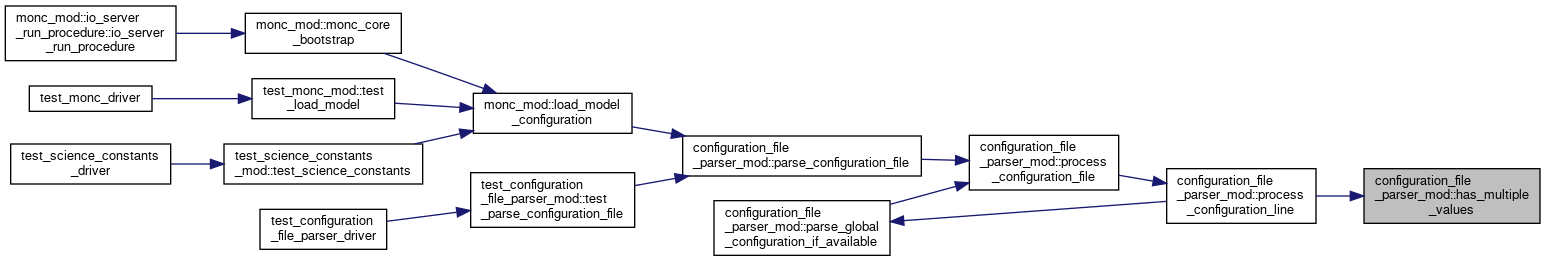 monc_mod::io_server
_run_procedure::io_server
_run_procedure
monc_mod::monc_core
_bootstrap
test_monc_driver
test_monc_mod::test
_load_model
monc_mod::load_model
_configuration
test_science_constants
_driver
test_science_constants
_mod::test_science_constants
configuration_file
_parser_mod::parse_configuration_file
test_configuration
_file_parser_mod::test
_parse_configuration_file
test_configuration
_file_parser_driver
configuration_file
_parser_mod::process
_configuration_file
configuration_file
_parser_mod::parse_global
_configuration_if_available
configuration_file
_parser_mod::process
_configuration_line
configuration_file
_parser_mod::has_multiple
_values